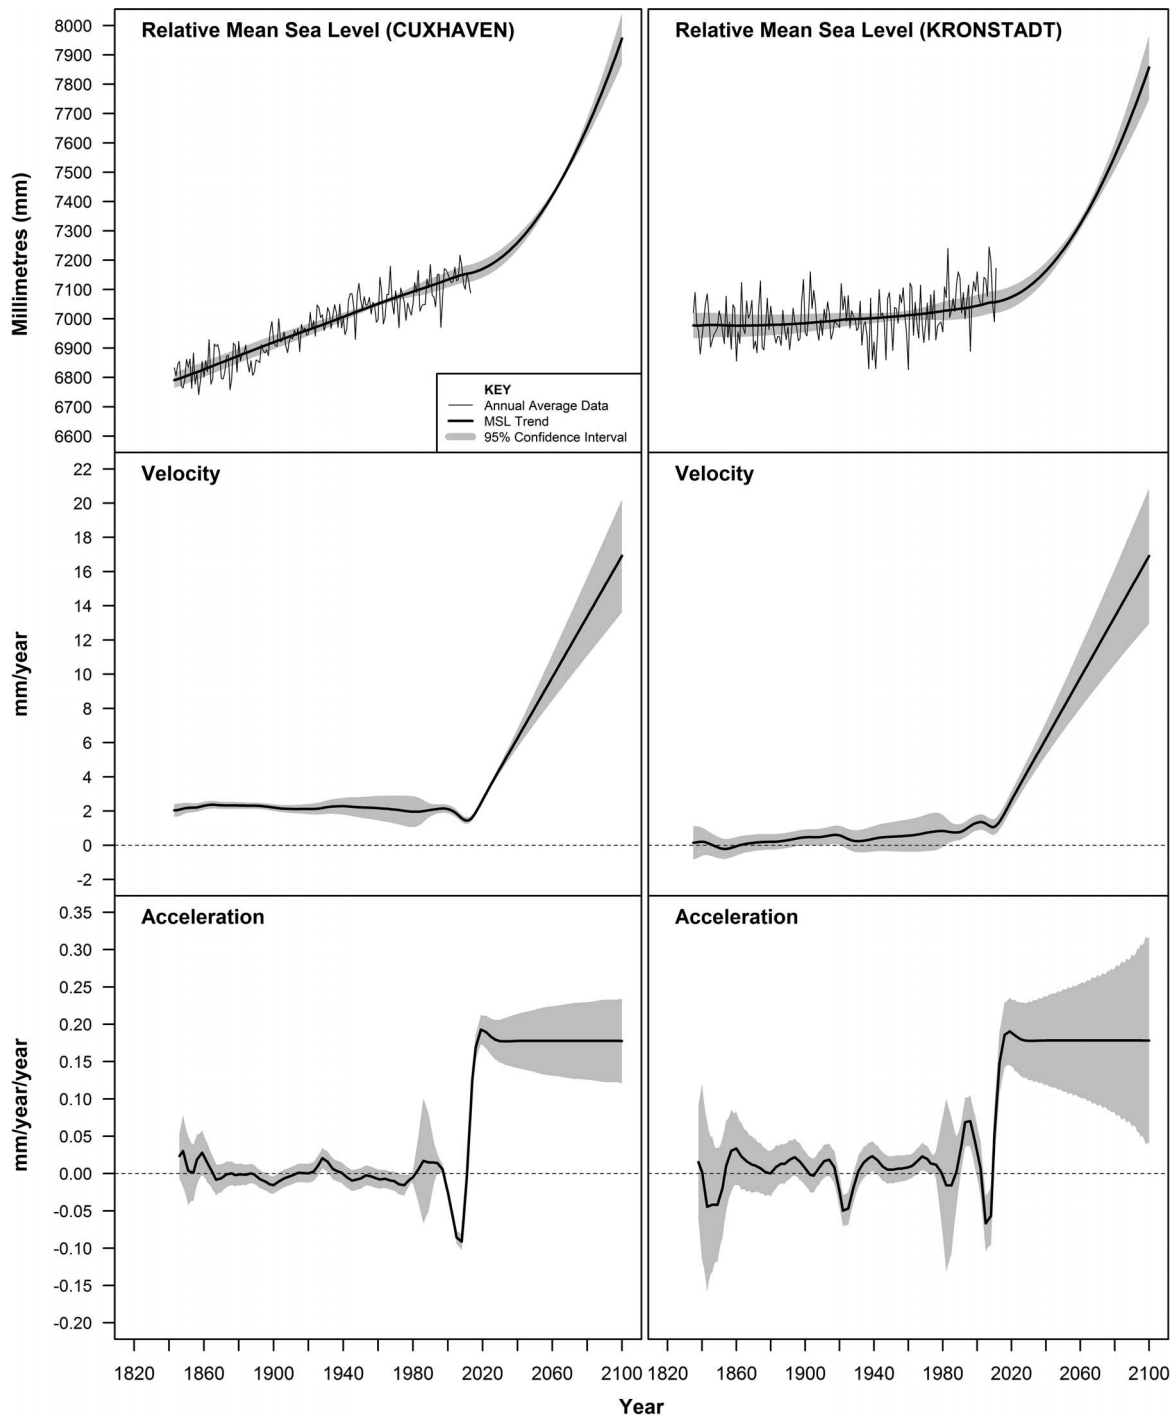 Relative Mean Sea Level (CUXHAVEN)
Relative Mean Sea Level (KRONSTADT)
8000
7900
7800
7700
7600
7500
7400
7300
7200
7100
7000
6900
6800
6700
6600
Millimetres (mm)
KEY
Annual Average Data
MSL Trend
95% Confidence Interval
Velocity
Velocity
22
20
18
16
14
12
10
8
6
4
2
0
-2
mm/year
Acceleration
Acceleration
0.35
0.30
0.25
0.20
0.15
0.10
0.05
0.00
-0.05
-0.10
-0.15
-0.20
mm/year/year
1820 1860 1900 1940 1980 2020 2060 2100
1820 1860 1900 1940 1980 2020 2060 2100
Year